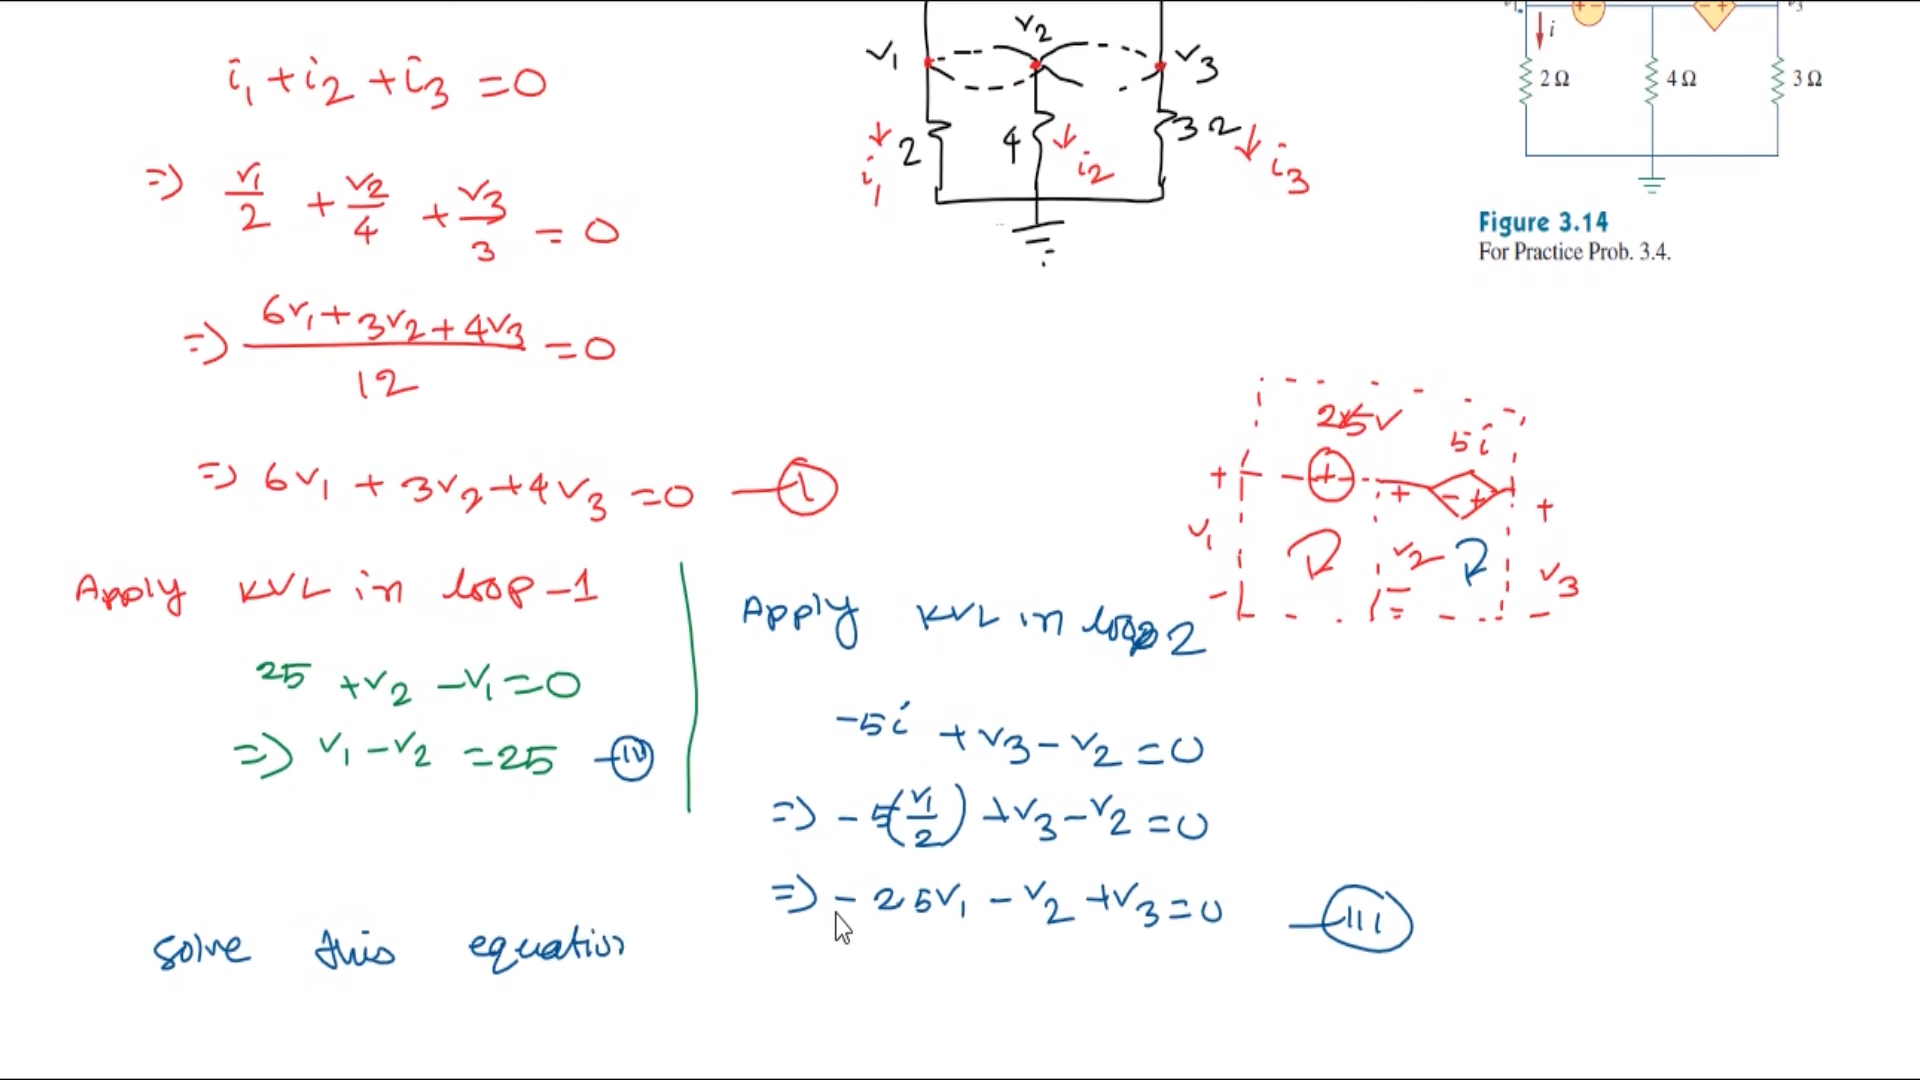 i₁ + i₂ + i₃ = 0
=> v₁/2 + v₂/4 + v₃/3 = 0
=> (6v₁ + 3v₂ + 4v₃)/12 = 0
=> 6v₁ + 3v₂ + 4v₃ = 0 — I
v₁ v₂ v₃
2 4 3Ω
i₁ i₂ i₃
i
2 Ω 4 Ω 3 Ω
Figure 3.14
For Practice Prob. 3.4.
25V 5i
+ - + - + - + +
v₁ v₂ v₃
- - -
Apply KVL in loop-1
25 + v₂ - v₁ = 0
=> v₁ - v₂ = 25 — II
Apply KVL in loop 2
-5i + v₃ - v₂ = 0
=> -5(v₁/2) + v₃ - v₂ = 0
=> - 25v₁ - v₂ + v₃ = 0 — III
solve this equation